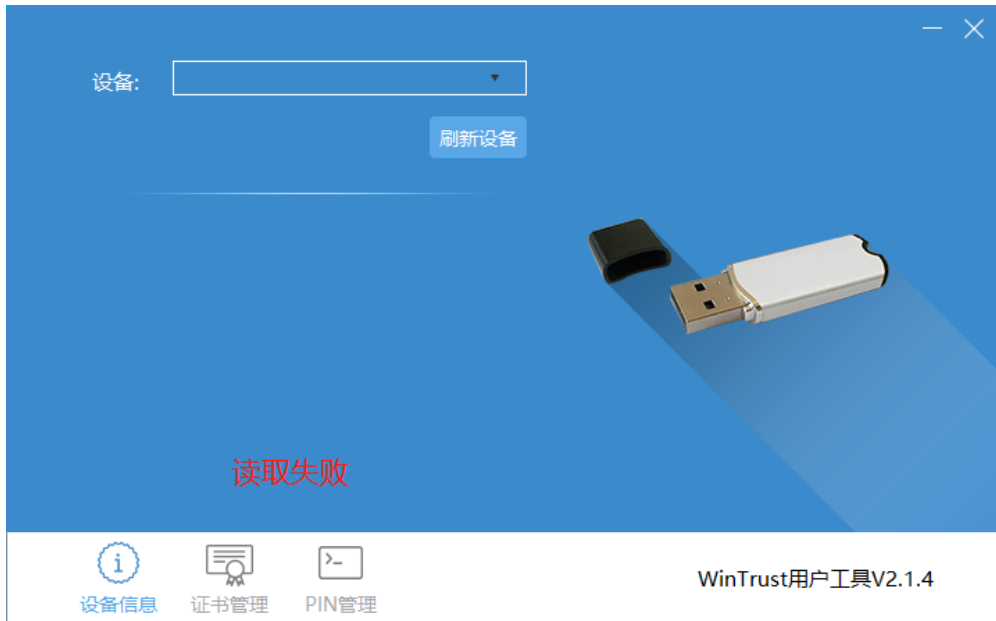 设备:
刷新设备
读取失败
设备信息
证书管理
PIN管理
WinTrust用户工具V2.1.4